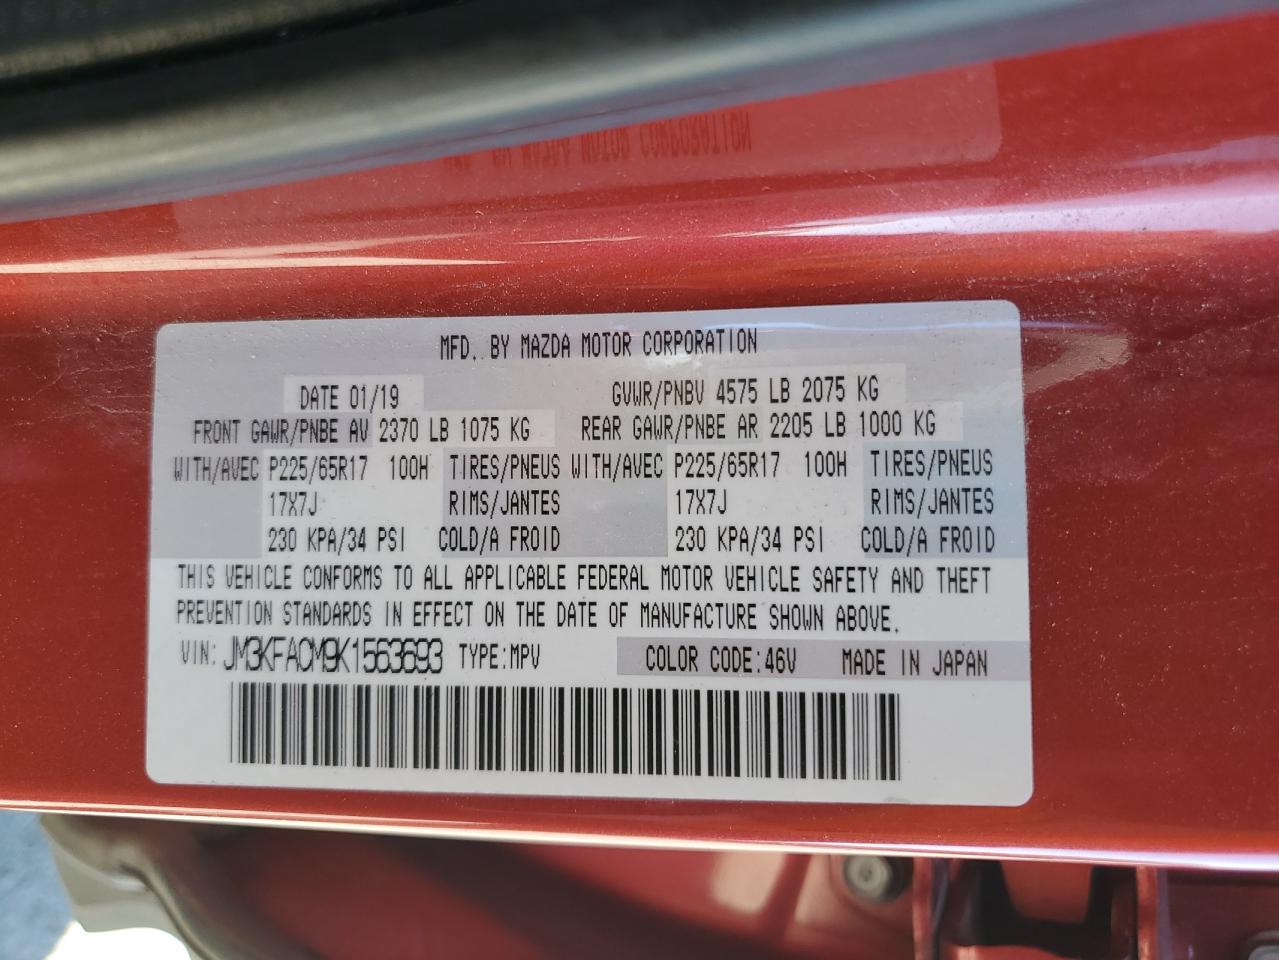 MFD. BY MAZDA MOTOR CORPORATION
DATE 01/19 GVWR/PNBV 4575 LB 2075 KG
FRONT GAWR/PNBE AV 2370 LB 1075 KG REAR GAWR/PNBE AR 2205 LB 1000 KG
WITH/AVEC P225/65R17 100H TIRES/PNEUS WITH/AVEC P225/65R17 100H TIRES/PNEUS
17X7J RIMS/JANTES 17X7J RIMS/JANTES
230 KPA/34 PSI COLD/A FROID 230 KPA/34 PSI COLD/A FROID
THIS VEHICLE CONFORMS TO ALL APPLICABLE FEDERAL MOTOR VEHICLE SAFETY AND THEFT
PREVENTION STANDARDS IN EFFECT ON THE DATE OF MANUFACTURE SHOWN ABOVE.
VIN: JM3KFACM9K1563693 TYPE:MPV COLOR CODE:46V MADE IN JAPAN